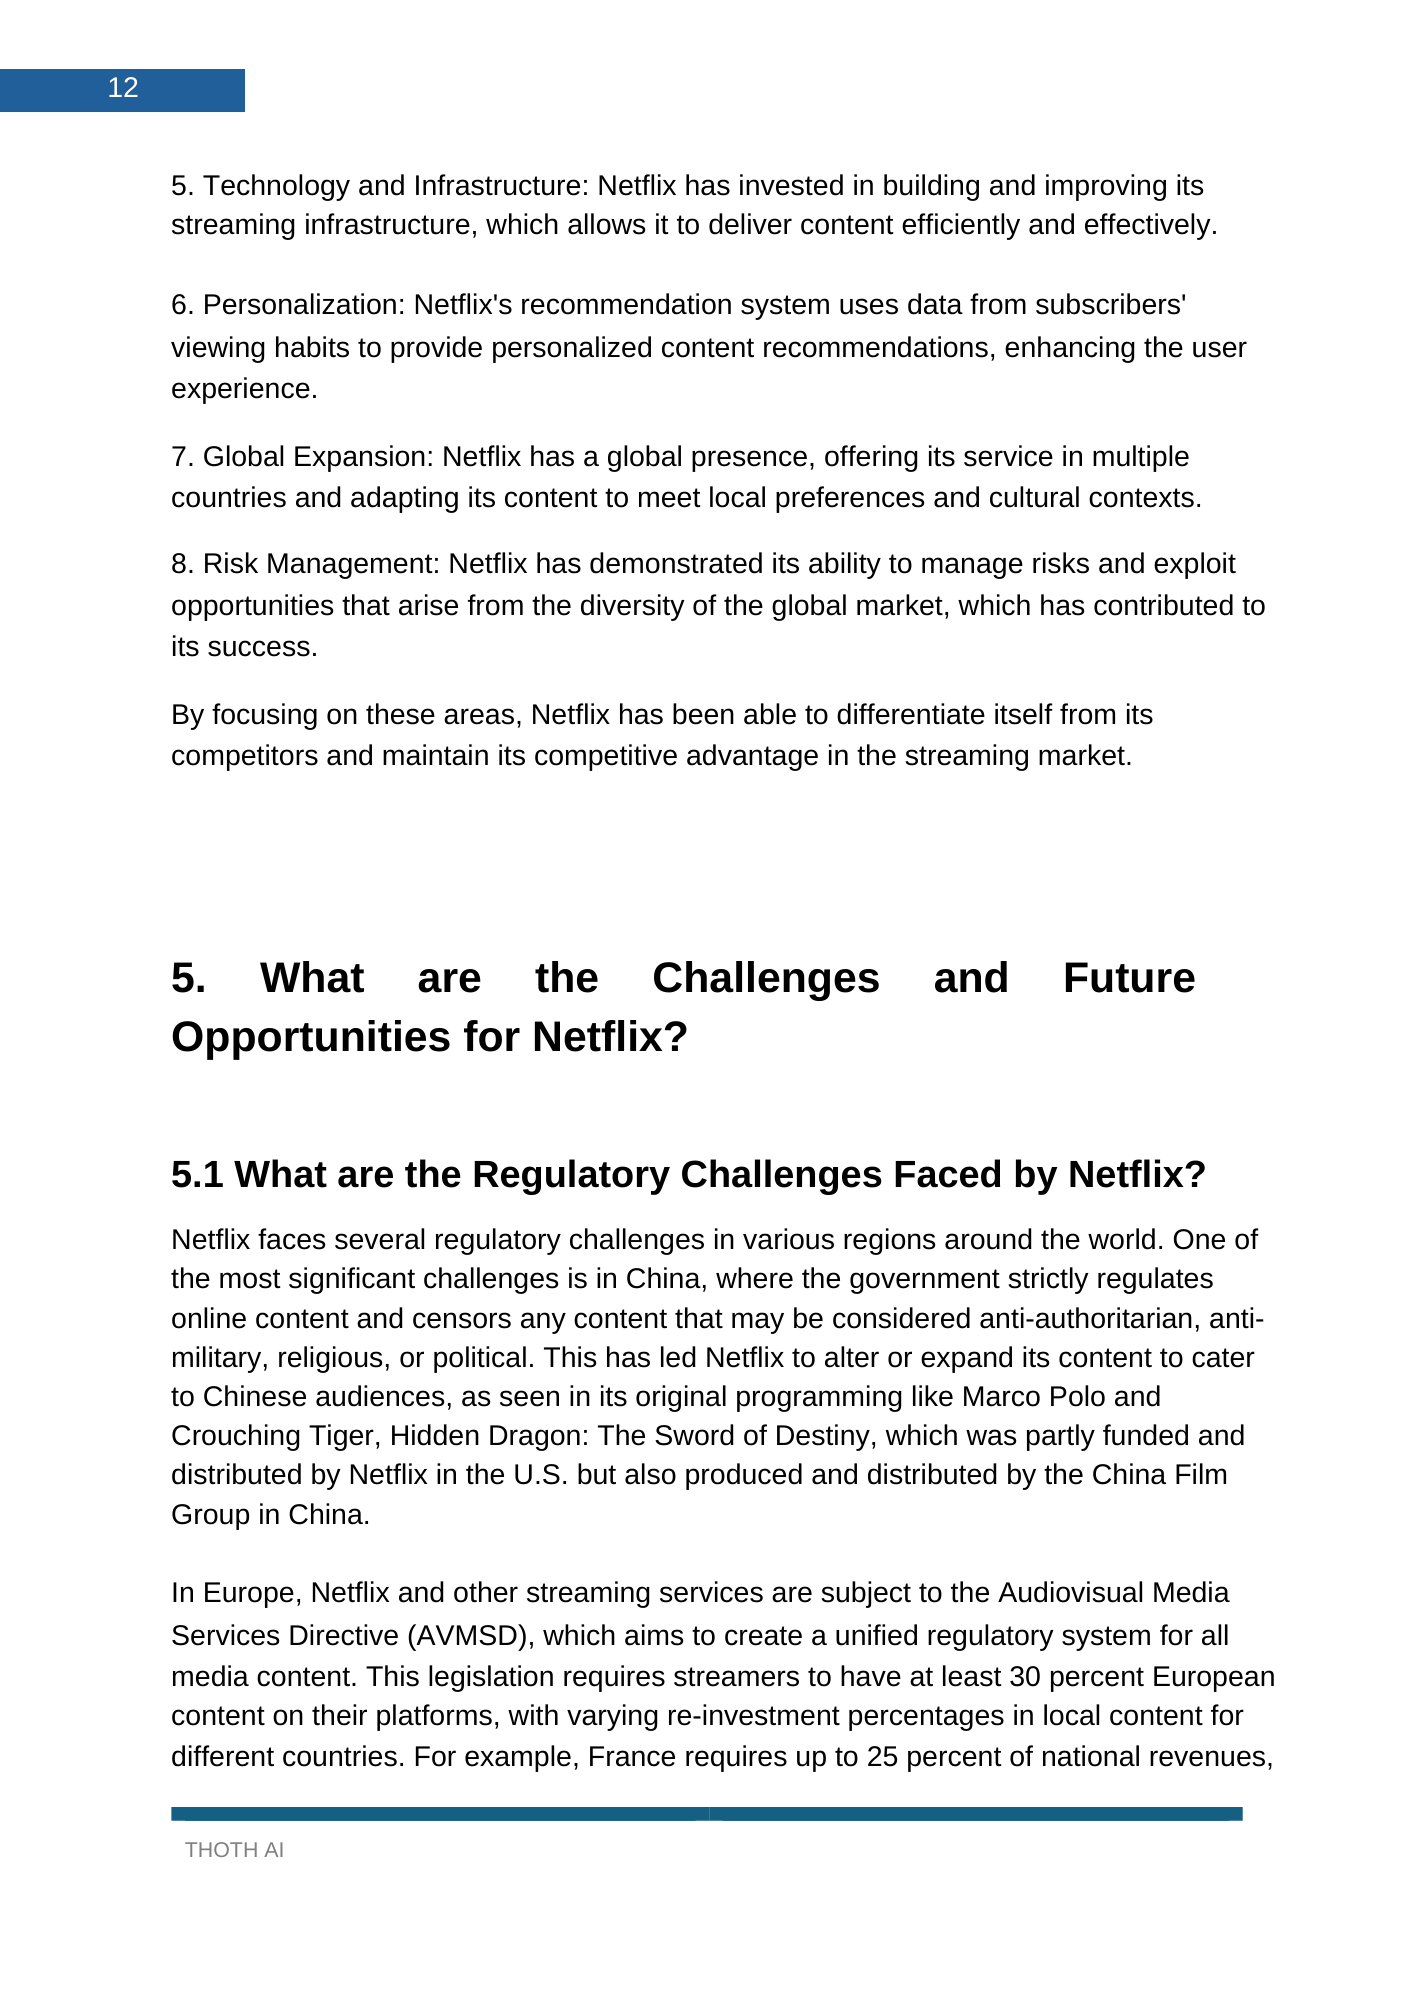 12
5. Technology and Infrastructure: Netflix has invested in building and improving its
streaming infrastructure, which allows it to deliver content efficiently and effectively.
6. Personalization: Netflix's recommendation system uses data from subscribers'
viewing habits to provide personalized content recommendations, enhancing the user
experience.
7. Global Expansion: Netflix has a global presence, offering its service in multiple
countries and adapting its content to meet local preferences and cultural contexts.
8. Risk Management: Netflix has demonstrated its ability to manage risks and exploit
opportunities that arise from the diversity of the global market, which has contributed to
its success.
By focusing on these areas, Netflix has been able to differentiate itself from its
competitors and maintain its competitive advantage in the streaming market.
5. What are the Challenges and Future
Opportunities for Netflix?
5.1 What are the Regulatory Challenges Faced by Netflix?
Netflix faces several regulatory challenges in various regions around the world. One of
the most significant challenges is in China, where the government strictly regulates
online content and censors any content that may be considered anti-authoritarian, anti-
military, religious, or political. This has led Netflix to alter or expand its content to cater
to Chinese audiences, as seen in its original programming like Marco Polo and
Crouching Tiger, Hidden Dragon: The Sword of Destiny, which was partly funded and
distributed by Netflix in the U.S. but also produced and distributed by the China Film
Group in China.
In Europe, Netflix and other streaming services are subject to the Audiovisual Media
Services Directive (AVMSD), which aims to create a unified regulatory system for all
media content. This legislation requires streamers to have at least 30 percent European
content on their platforms, with varying re-investment percentages in local content for
different countries. For example, France requires up to 25 percent of national revenues,
THOTH AI